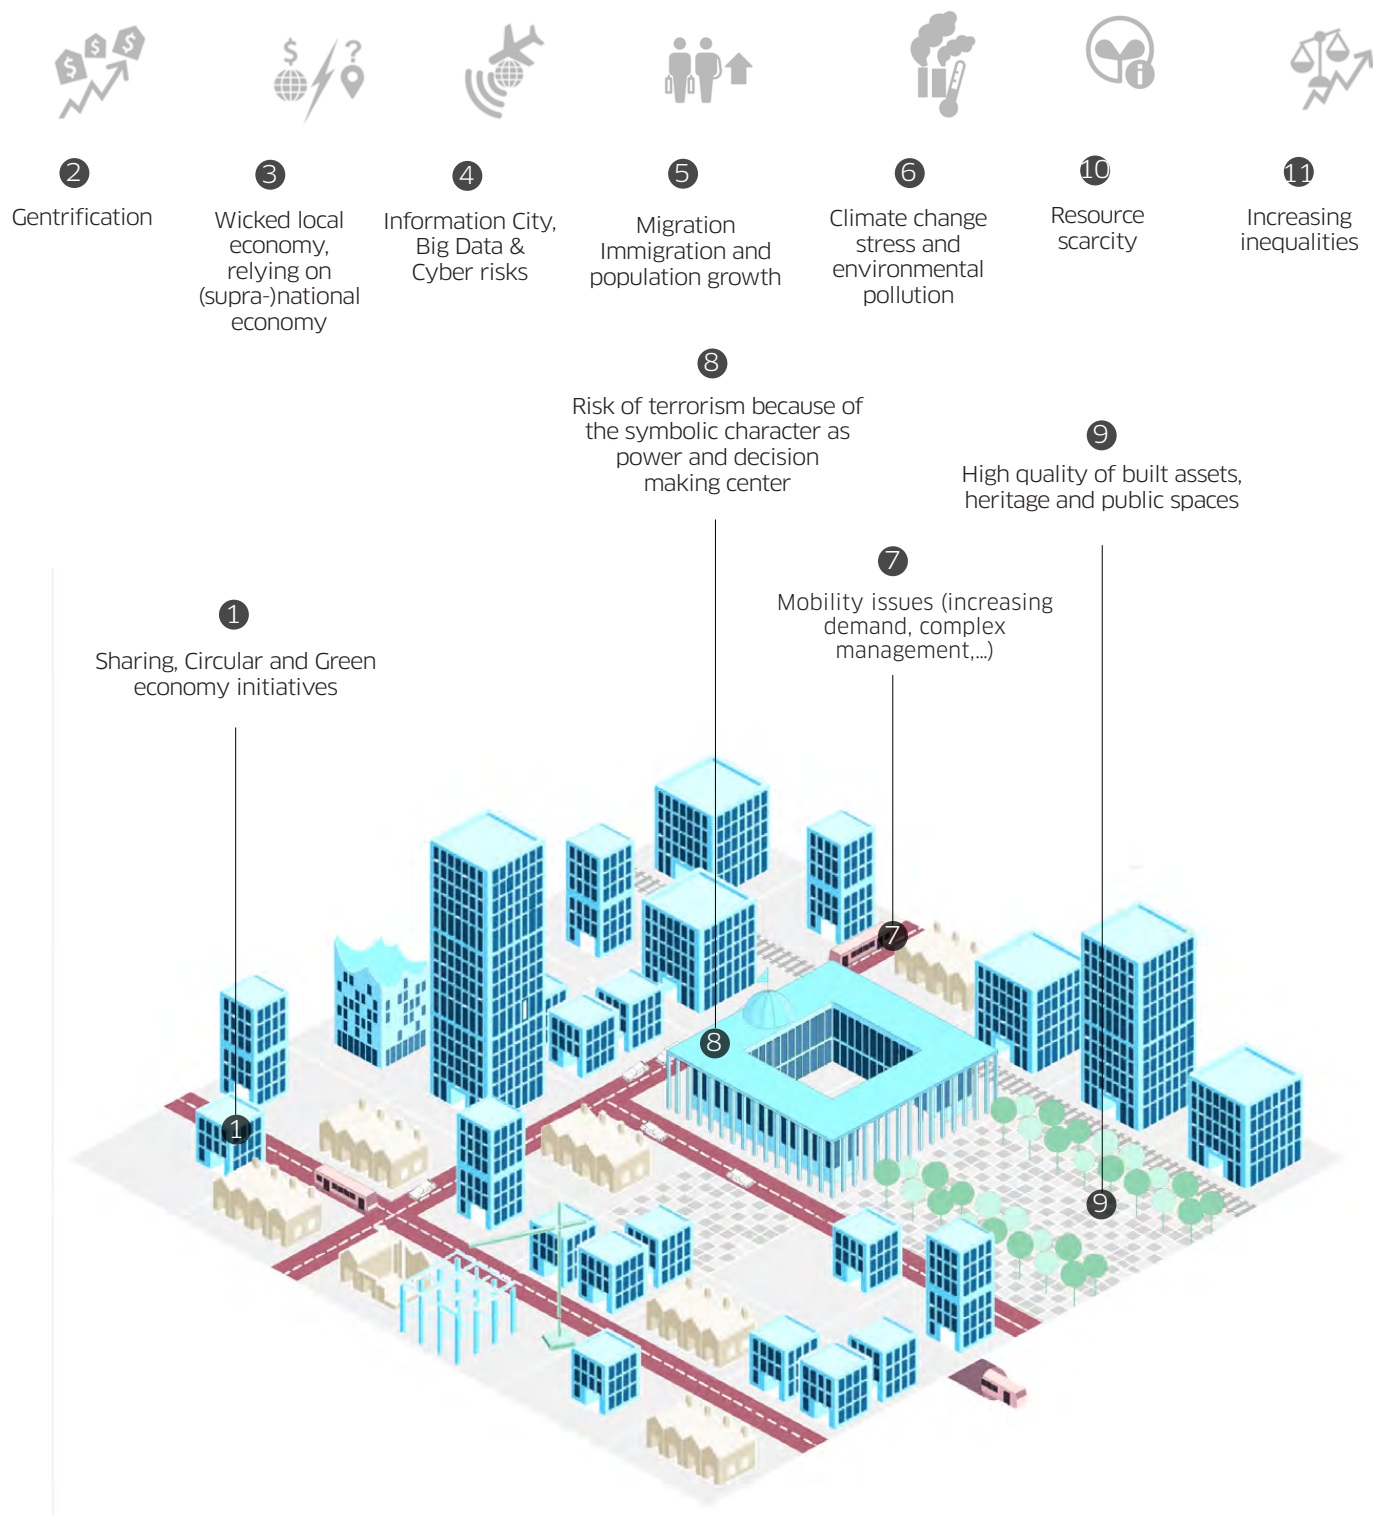 2
Gentrification
3
Wicked local
economy,
relying on
(supra-)national
economy
4
Information City,
Big Data &
Cyber risks
5
Migration
Immigration and
population growth
6
Climate change
stress and
environmental
pollution
10
Resource
scarcity
11
Increasing
inequalities
8
Risk of terrorism because of
the symbolic character as
power and decision
making center
9
High quality of built assets,
heritage and public spaces
7
Mobility issues (increasing
demand, complex
management,...)
1
Sharing, Circular and Green
economy initiatives
7
8
1
9